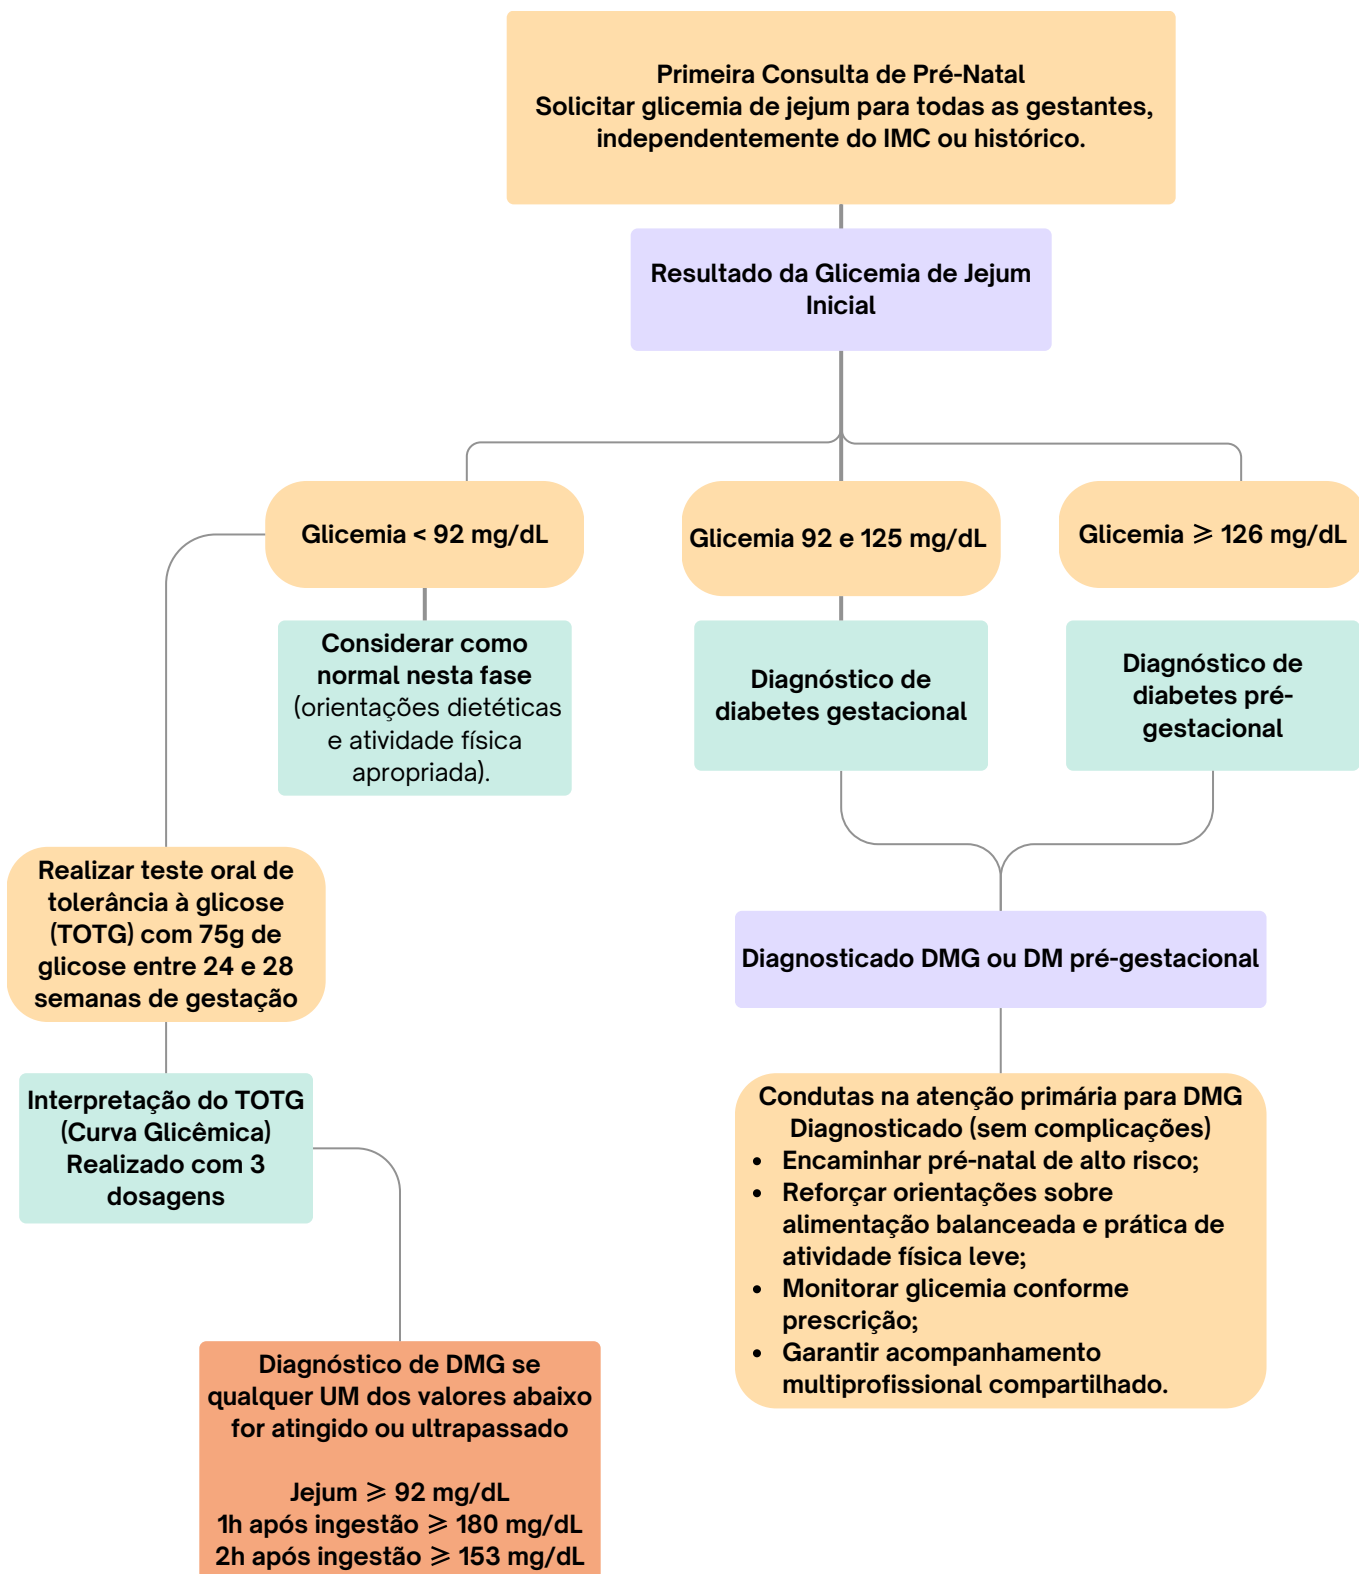 Primeira Consulta de Pré-Natal
Solicitar glicemia de jejum para todas as gestantes,
independentemente do IMC ou histórico.
Resultado da Glicemia de Jejum
Inicial
Glicemia < 92 mg/dL
Glicemia 92 e 125 mg/dL
Glicemia ⩾ 126 mg/dL
Considerar como
normal nesta fase
(orientações dietéticas
e atividade física
apropriada).
Diagnóstico de
diabetes gestacional
Diagnóstico de
diabetes pré-
gestacional
Realizar teste oral de
tolerância à glicose
(TOTG) com 75g de
glicose entre 24 e 28
semanas de gestação
Diagnosticado DMG ou DM pré-gestacional
Interpretação do TOTG
(Curva Glicêmica)
Realizado com 3
dosagens
Condutas na atenção primária para DMG
Diagnosticado (sem complicações)
• Encaminhar pré-natal de alto risco;
• Reforçar orientações sobre
alimentação balanceada e prática de
atividade física leve;
• Monitorar glicemia conforme
prescrição;
• Garantir acompanhamento
multiprofissional compartilhado.
Diagnóstico de DMG se
qualquer UM dos valores abaixo
for atingido ou ultrapassado
Jejum ⩾ 92 mg/dL
1h após ingestão ⩾ 180 mg/dL
2h após ingestão ⩾ 153 mg/dL